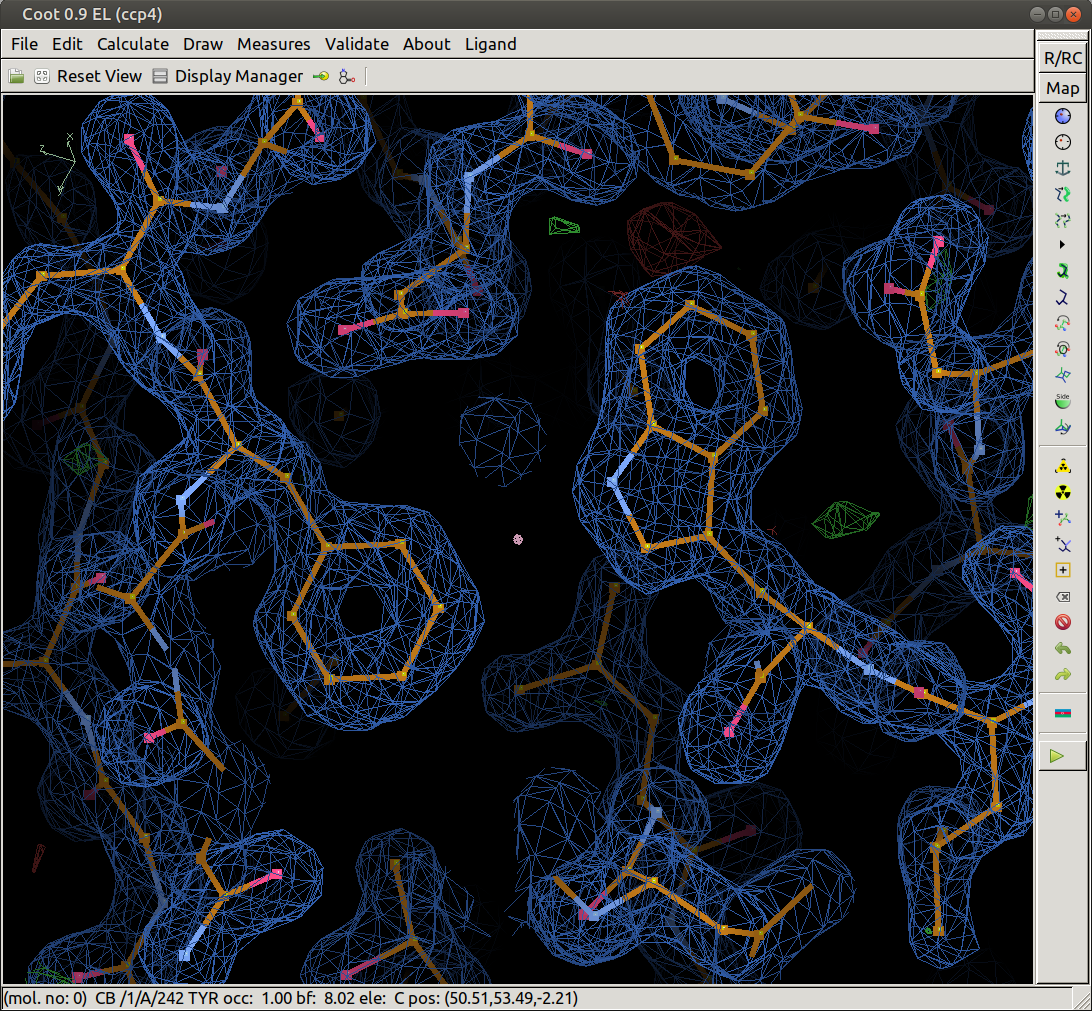 Coot 0.9 EL (ccp4)
File Edit Calculate Draw Measures Validate About Ligand
R/RC
Reset View Display Manager
Map
X
Z
Y
Side
(mol. no: 0) CB /1/A/242 TYR occ: 1.00 bf: 8.02 ele: C pos: (50.51,53.49,-2.21)